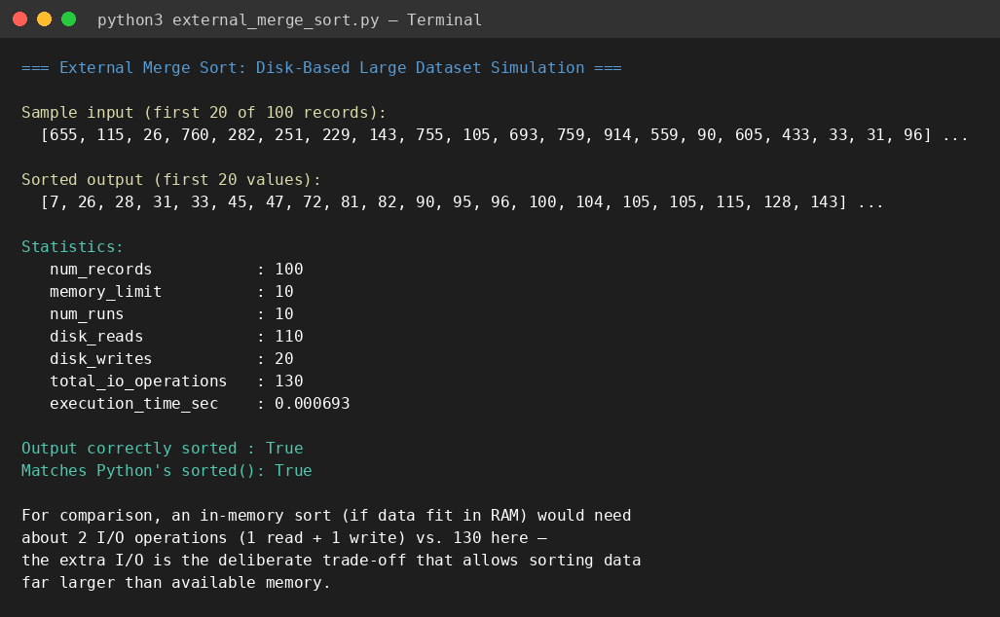 python3 external_merge_sort.py — Terminal
=== External Merge Sort: Disk-Based Large Dataset Simulation ===
Sample input (first 20 of 100 records):
[655, 115, 26, 760, 282, 251, 229, 143, 755, 105, 693, 759, 914, 559, 90, 605, 433, 33, 31, 96] ...
Sorted output (first 20 values):
[7, 26, 28, 31, 33, 45, 47, 72, 81, 82, 90, 95, 96, 100, 104, 105, 105, 115, 128, 143] ...
Statistics:
num_records : 100
memory_limit : 10
num_runs : 10
disk_reads : 110
disk_writes : 20
total_io_operations : 130
execution_time_sec : 0.000693
Output correctly sorted : True
Matches Python's sorted(): True
For comparison, an in-memory sort (if data fit in RAM) would need
about 2 I/O operations (1 read + 1 write) vs. 130 here —
the extra I/O is the deliberate trade-off that allows sorting data
far larger than available memory.